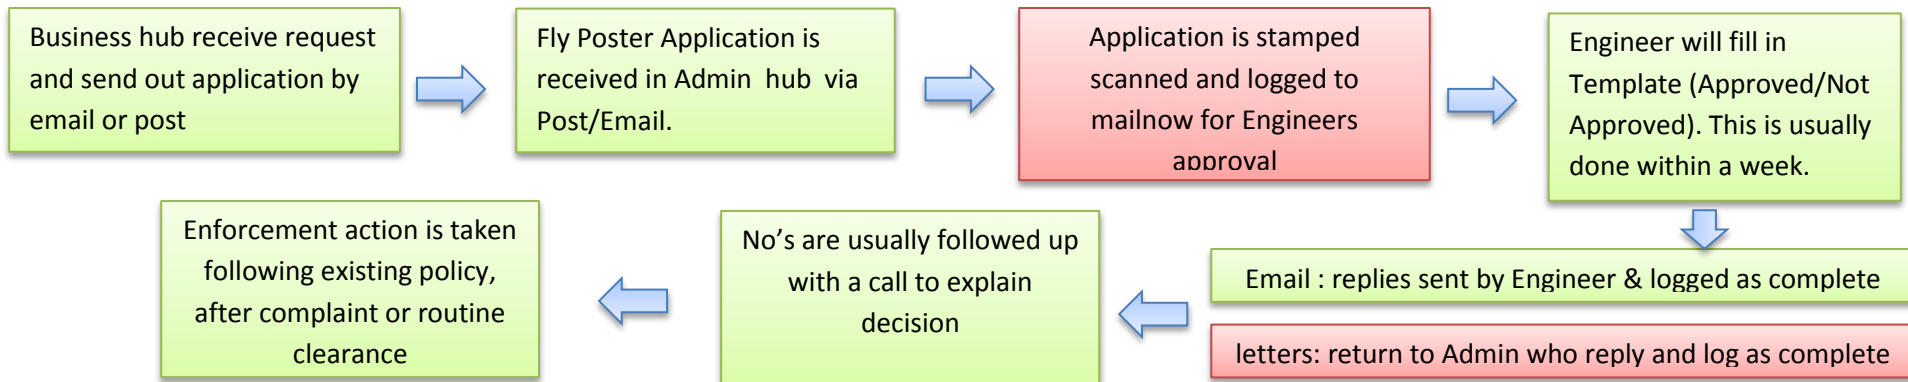 Business hub receive request
and send out application by
email or post
Fly Poster Application is
received in Admin hub via
Post/Email.
Application is stamped
scanned and logged to
mailnow for Engineers
approval
Engineer will fill in
Template (Approved/Not
Approved). This is usually
done within a week.
Email : replies sent by Engineer & logged as complete
letters: return to Admin who reply and log as complete
No’s are usually followed up
with a call to explain
decision
Enforcement action is taken
following existing policy,
after complaint or routine
clearance